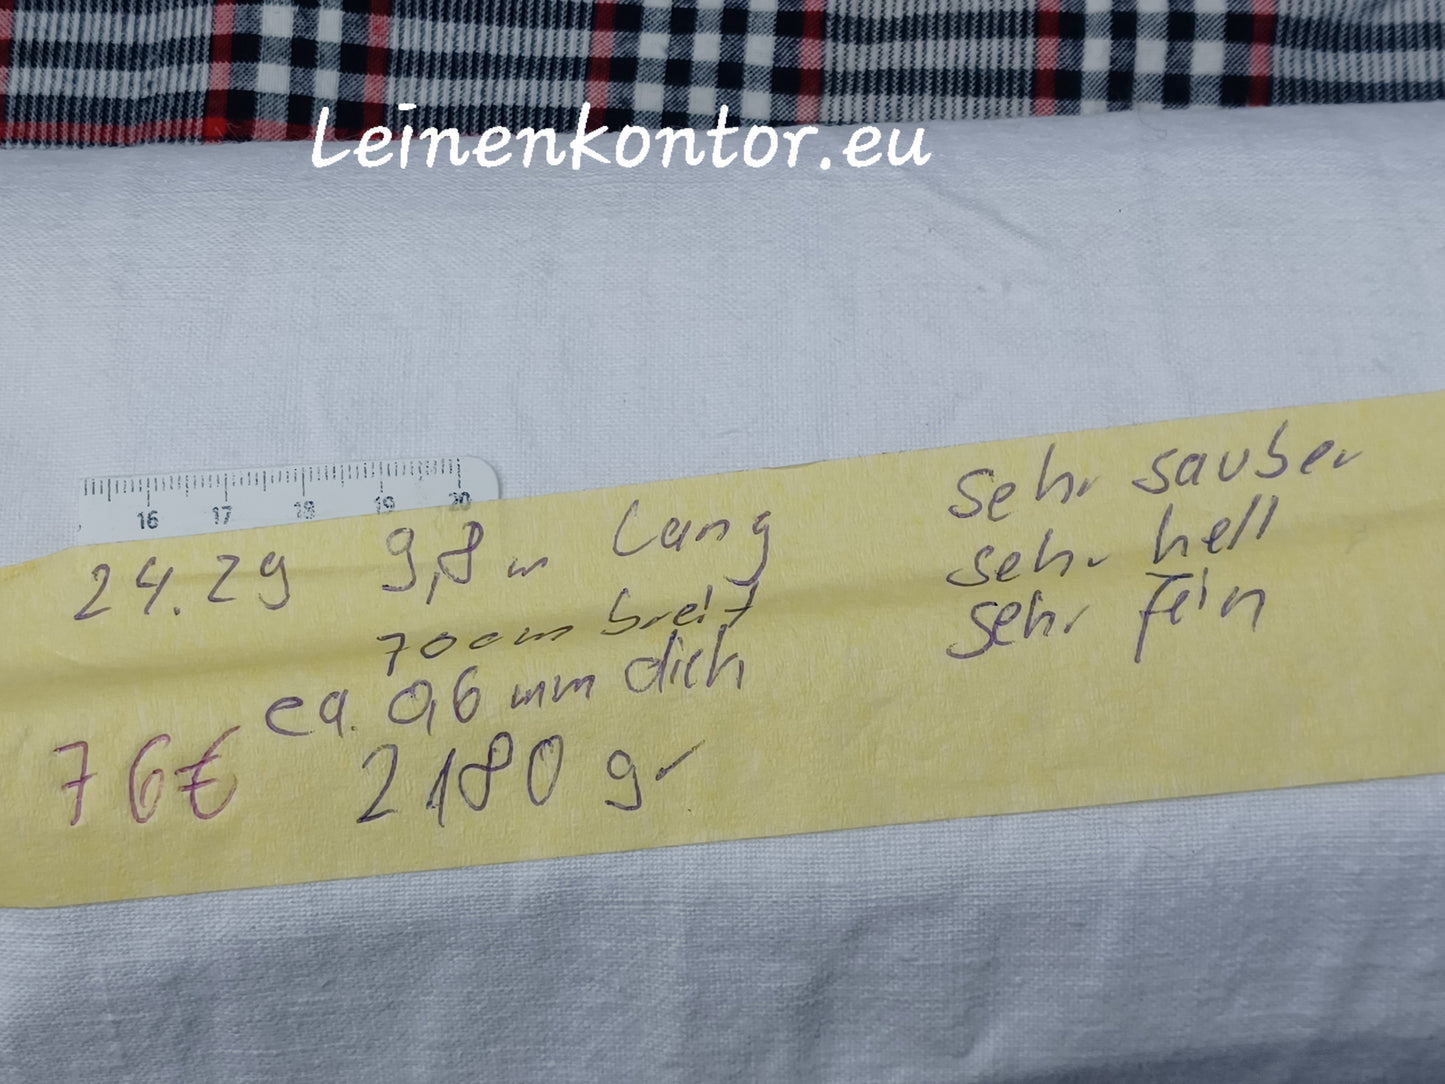 Leinenkontor.eu
16 17 18 19 20
24.29 9,8 m Lang
70 cm breit
ca. 0,6 mm dick
76€ 2180 gr
sehr sauber
sehr hell
sehr fein